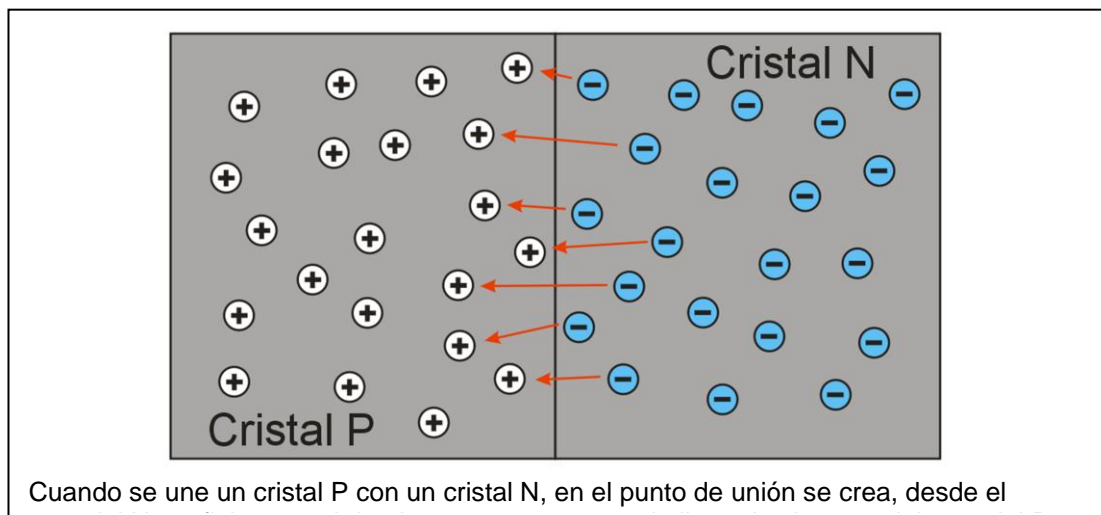 Cristal N
Cristal P
Cuando se une un cristal P con un cristal N, en el punto de unión se crea, desde el